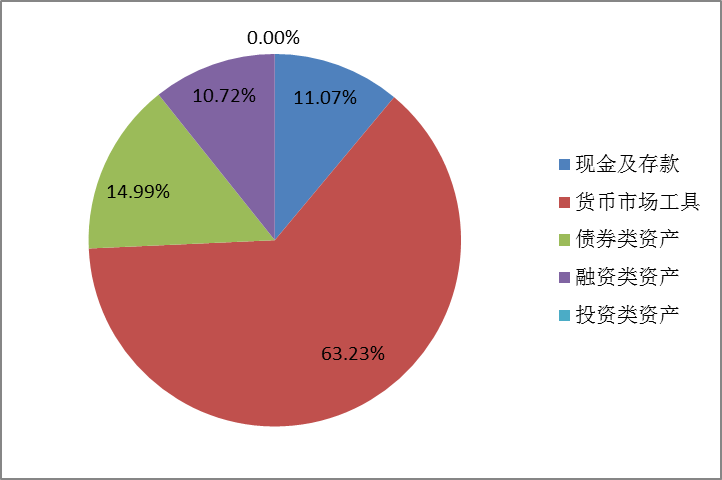 0.00%
10.72%
11.07%
14.99%
63.23%
现金及存款
货币市场工具
债券类资产
融资类资产
投资类资产